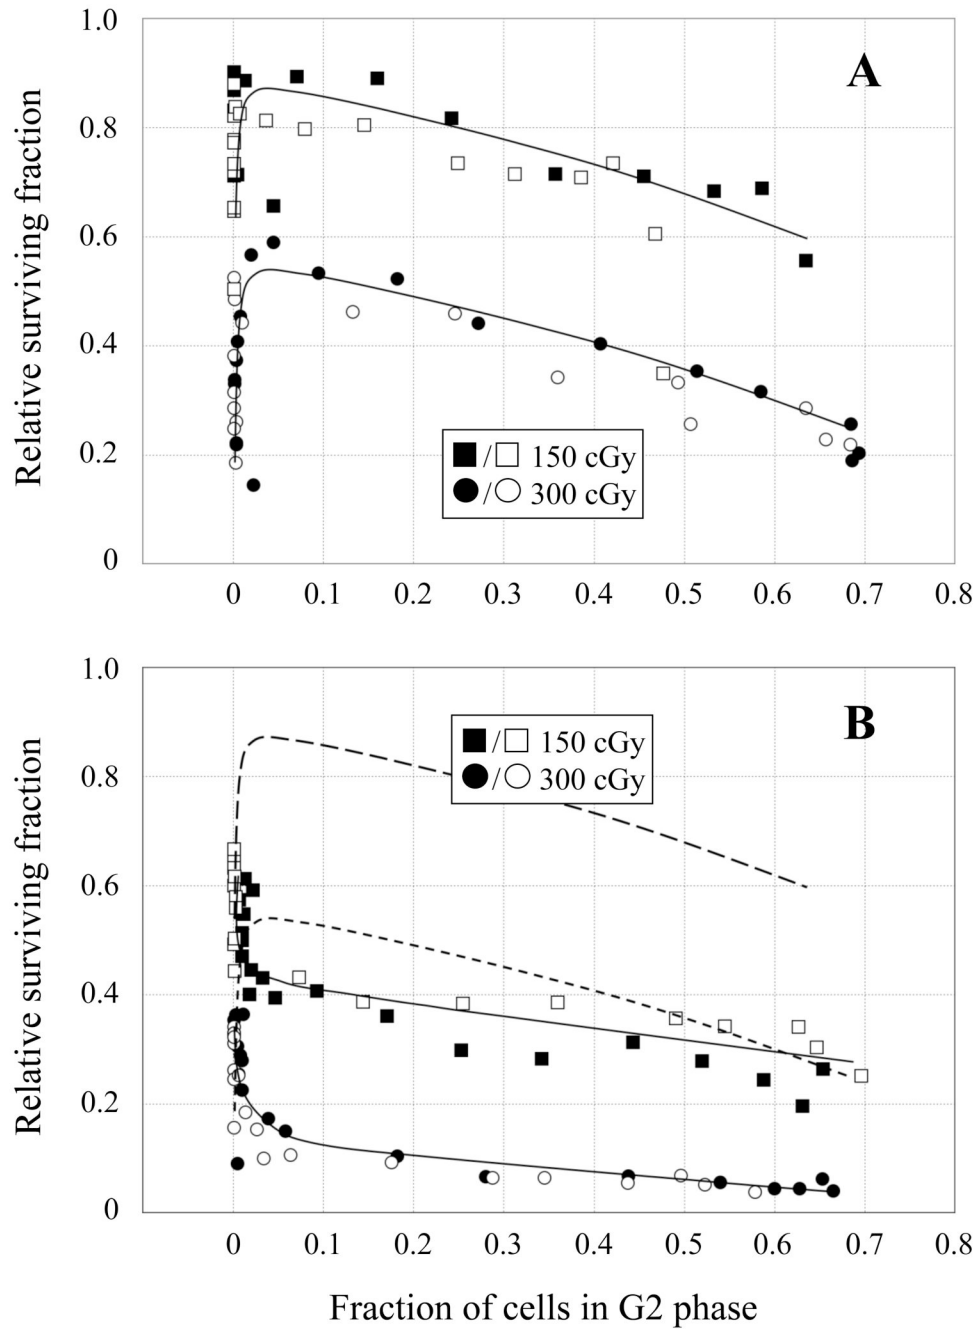 A
1.0
0.8
0.6
0.4
0.2
0
Relative surviving fraction
■/□ 150 cGy
●/○ 300 cGy
0 0.1 0.2 0.3 0.4 0.5 0.6 0.7 0.8
B
1.0
0.8
0.6
0.4
0.2
0
Relative surviving fraction
■/□ 150 cGy
●/○ 300 cGy
0 0.1 0.2 0.3 0.4 0.5 0.6 0.7 0.8
Fraction of cells in G2 phase